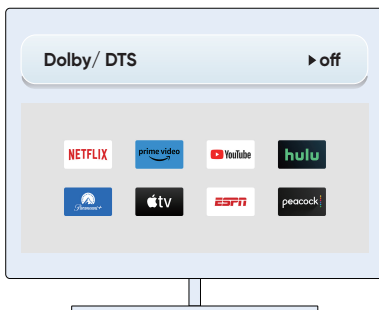 Dolby/ DTS ▸off
NETFLIX prime video YouTube hulu
Paramount+ tv ESPN peacock